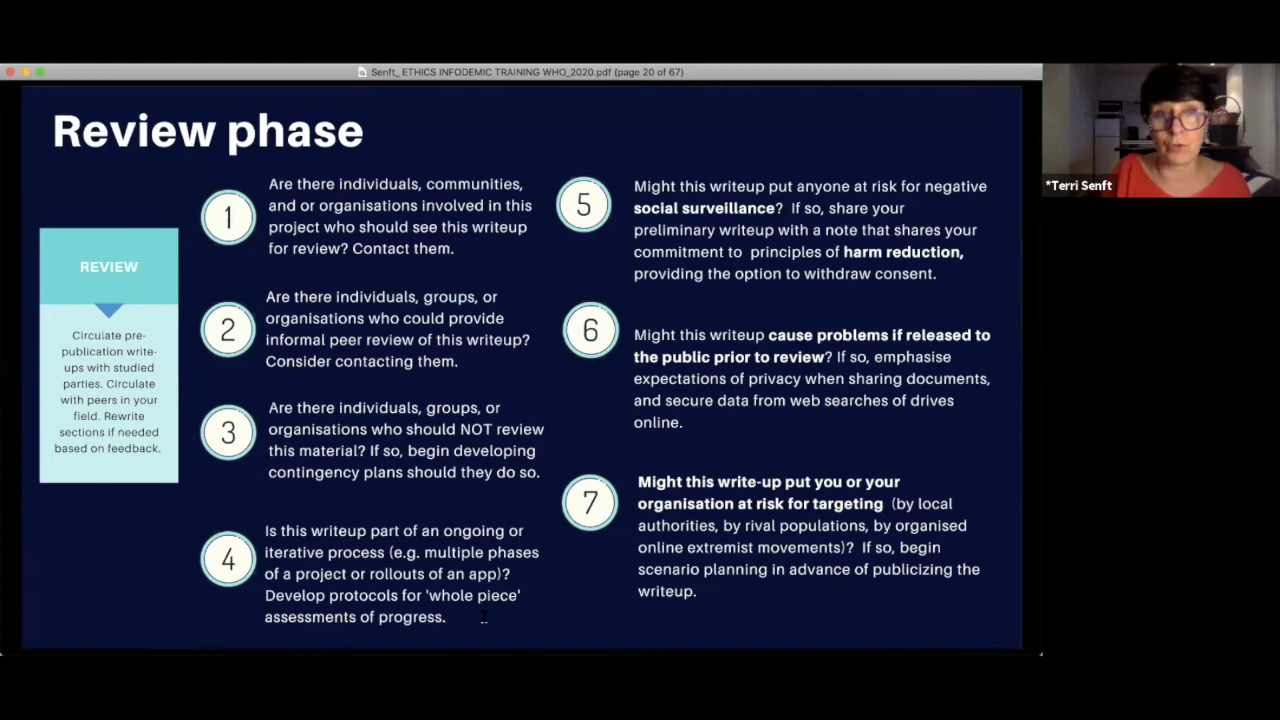 Senft_ ETHICS INFODEMIC TRAINING WHO_2020.pdf (page 20 of 67)
*Terri Senft
Review phase
REVIEW
Circulate pre-
publication write-
ups with studied
parties. Circulate
with peers in your
field. Rewrite
sections if needed
based on feedback.
1
Are there individuals, communities,
and or organisations involved in this
project who should see this writeup
for review? Contact them.
2
Are there individuals, groups, or
organisations who could provide
informal peer review of this writeup?
Consider contacting them.
3
Are there individuals, groups, or
organisations who should NOT review
this material? If so, begin developing
contingency plans should they do so.
4
Is this writeup part of an ongoing or
iterative process (e.g. multiple phases
of a project or rollouts of an app)?
Develop protocols for 'whole piece'
assessments of progress.
5
Might this writeup put anyone at risk for negative
social surveillance? If so, share your
preliminary writeup with a note that shares your
commitment to principles of harm reduction,
providing the option to withdraw consent.
6
Might this writeup cause problems if released to
the public prior to review? If so, emphasise
expectations of privacy when sharing documents,
and secure data from web searches of drives
online.
7
Might this write-up put you or your
organisation at risk for targeting (by local
authorities, by rival populations, by organised
online extremist movements)? If so, begin
scenario planning in advance of publicizing the
writeup.